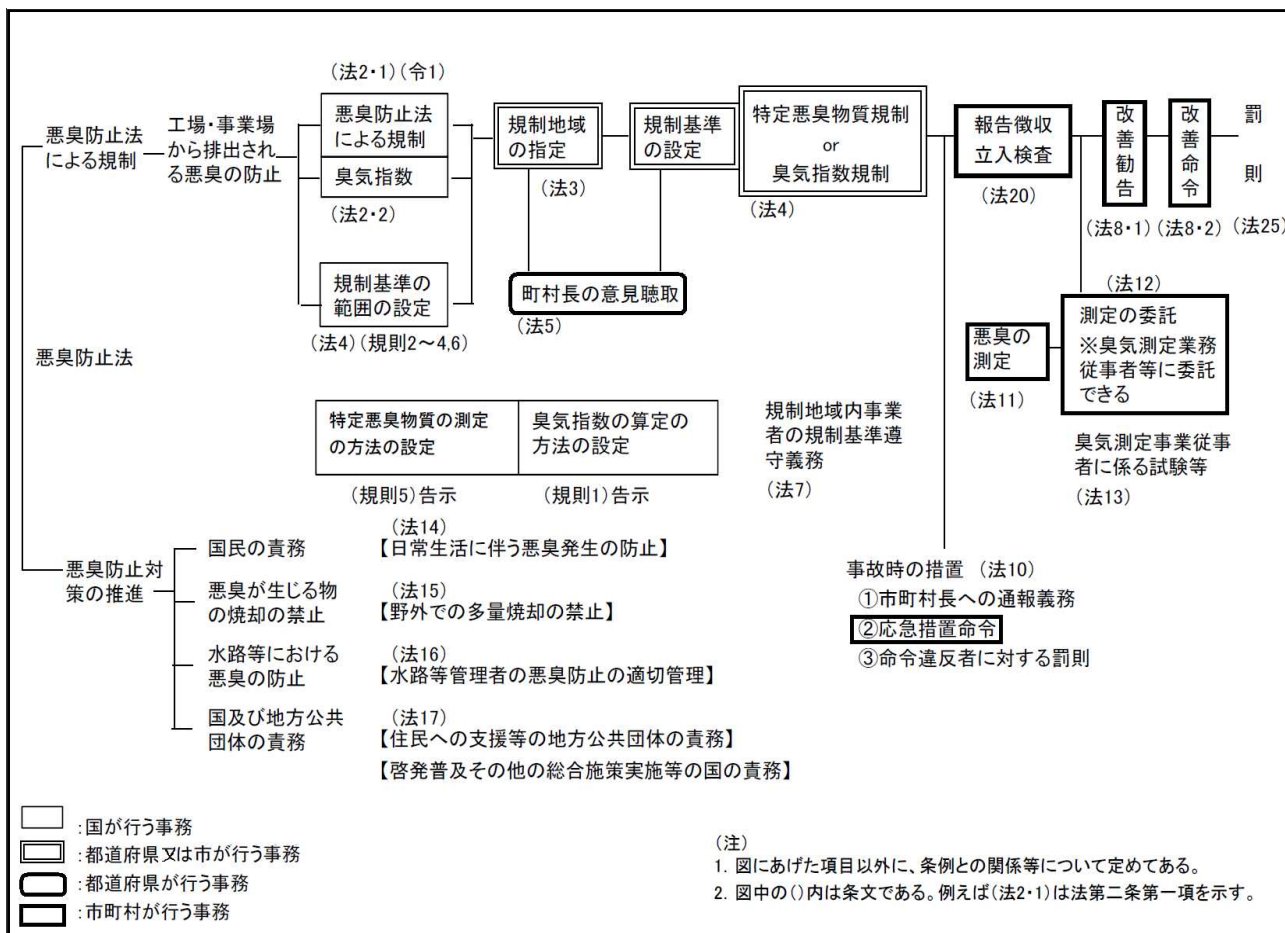 (法2・1)(令1)
悪臭防止法
による規制
工場・事業場
から排出され
る悪臭の防止
悪臭防止法
による規制
臭気指数
(法2・2)
規制基準の
範囲の設定
(法4)(規則2～4,6)
規制地域
の指定
(法3)
規制基準
の設定
町村長の意見聴取
(法5)
特定悪臭物質規制
or
臭気指数規制
(法4)
報告徴収
立入検査
(法20)
改善勧告
(法8・1)
改善命令
(法8・2)
罰
則
(法25)
(法12)
悪臭の
測定
(法11)
測定の委託
※臭気測定業務
従事者等に委託
できる
臭気測定事業従事
者に係る試験等
(法13)
悪臭防止法
特定悪臭物質の測定
の方法の設定
(規則5)告示
臭気指数の算定の
方法の設定
(規則1)告示
規制地域内事業
者の規制基準遵
守義務
(法7)
悪臭防止対
策の推進
国民の責務
(法14)
【日常生活に伴う悪臭発生の防止】
悪臭が生じる物
の焼却の禁止
(法15)
【野外での多量焼却の禁止】
水路等における
悪臭の防止
(法16)
【水路等管理者の悪臭防止の適切管理】
国及び地方公共
団体の責務
(法17)
【住民への支援等の地方公共団体の責務】
【啓発普及その他の総合施策実施等の国の責務】
事故時の措置 (法10)
①市町村長への通報義務
②応急措置命令
③命令違反者に対する罰則
:国が行う事務
:都道府県又は市が行う事務
:都道府県が行う事務
:市町村が行う事務
(注)
1. 図にあげた項目以外に、条例との関係等について定めてある。
2. 図中の()内は条文である。例えば(法2・1)は法第二条第一項を示す。